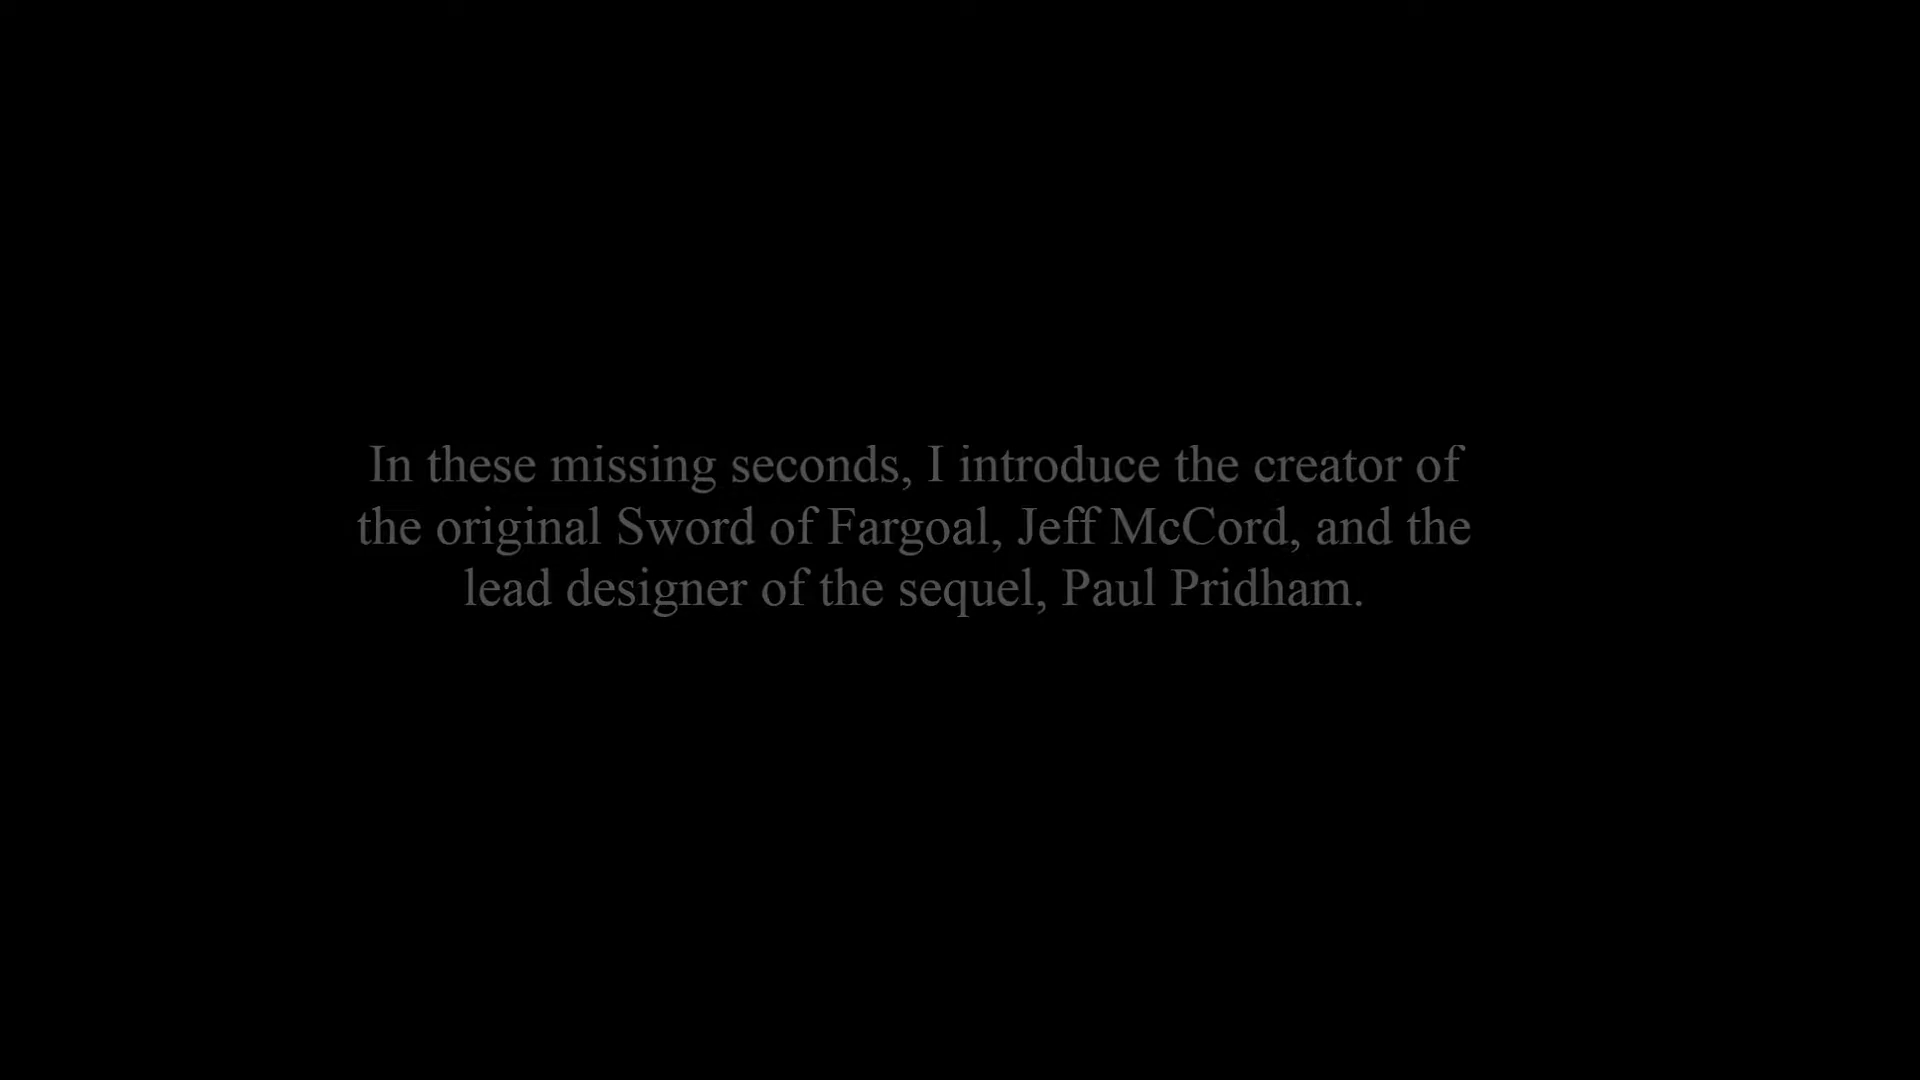 In these missing seconds, I introduce the creator of
the original Sword of Fargoal, Jeff McCord, and the
lead designer of the sequel, Paul Pridham.